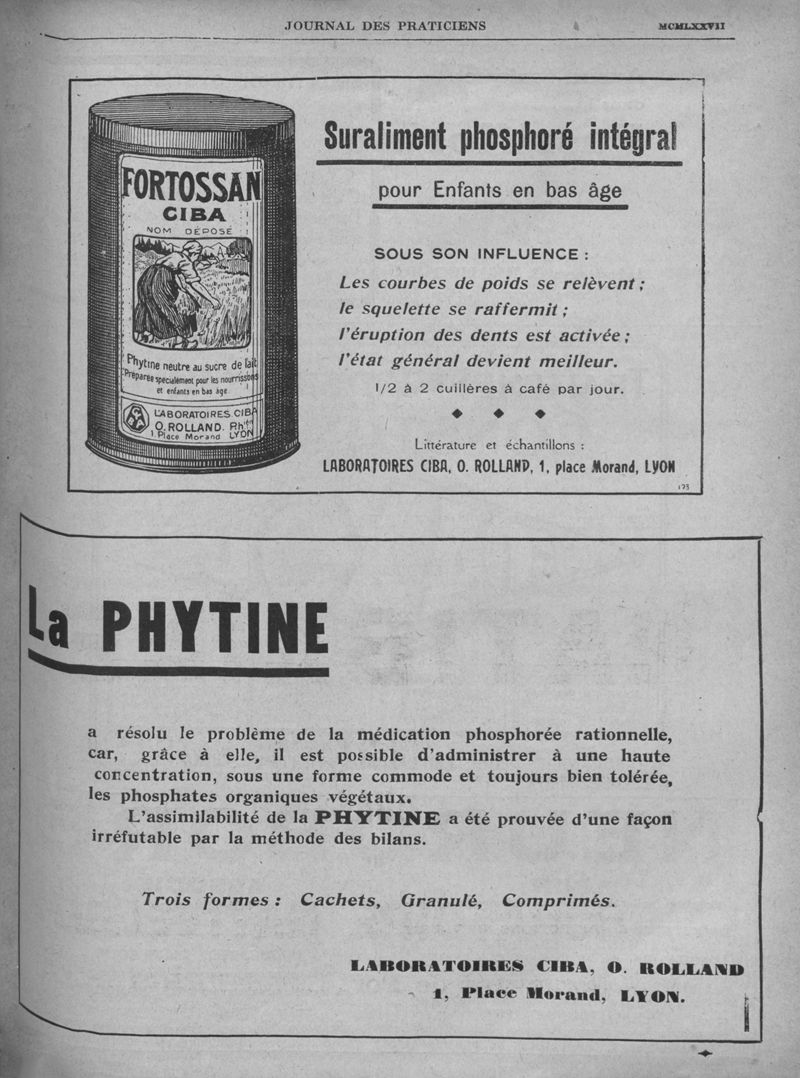 JOURNAL DES PRATICIENS
MCMLXXVII
FORTOSSAN
CIBA
NOM DÉPOSÉ
Phytine neutre au sucre de lait
Préparée spécialement pour les nourrissons
et enfants en bas âge
CIBA
LABORATOIRES CIBA
O. ROLLAND. Phien
1. Place Morand LYON
Suraliment phosphoré intégral
pour Enfants en bas âge
SOUS SON INFLUENCE :
Les courbes de poids se relèvent ;
le squelette se raffermit ;
l'éruption des dents est activée ;
l'état général devient meilleur.
1/2 à 2 cuillères à café par jour.
Littérature et échantillons :
LABORATOIRES CIBA, O. ROLLAND, 1, place Morand, LYON
173
La PHYTINE
a résolu le problème de la médication phosphorée rationnelle,
car, grâce à elle, il est possible d'administrer à une haute
concentration, sous une forme commode et toujours bien tolérée,
les phosphates organiques végétaux.
L'assimilabilité de la PHYTINE a été prouvée d'une façon
irréfutable par la méthode des bilans.
Trois formes : Cachets, Granulé, Comprimés.
LABORATOIRES CIBA, O. ROLLAND
1, Place Morand, LYON.